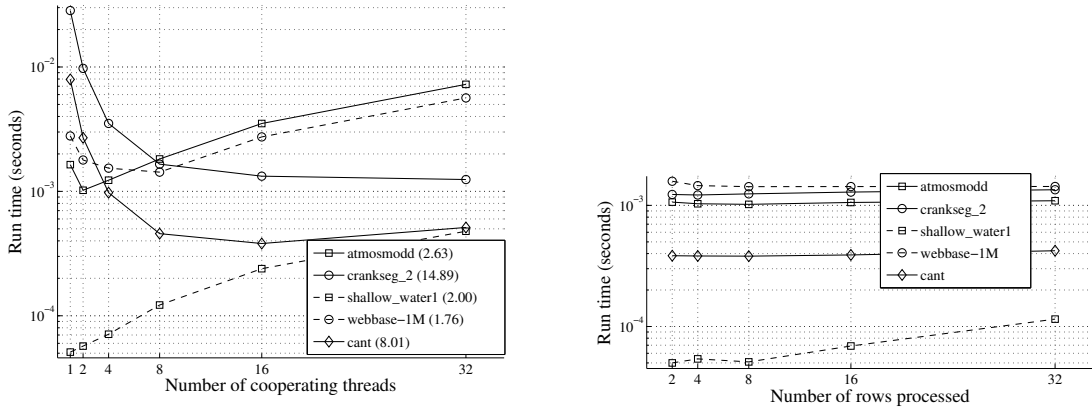 10⁻²
10⁻³
10⁻⁴
Run time (seconds)
1 2 4 8 16 32
Number of cooperating threads
atmosmodd (2.63)
crankseg_2 (14.89)
shallow_water1 (2.00)
webbase-1M (1.76)
cant (8.01)
10⁻³
10⁻⁴
Run time (seconds)
2 4 8 16 32
Number of rows processed
atmosmodd
crankseg_2
shallow_water1
webbase-1M
cant